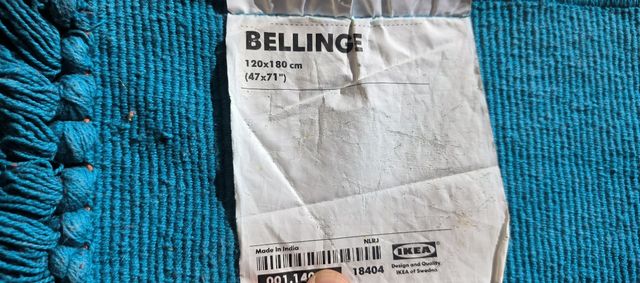 BELLINGE
120x180 cm
(47x71")
Made in India
NLRJ
IKEA
18404
Design and Quality
IKEA of Sweden